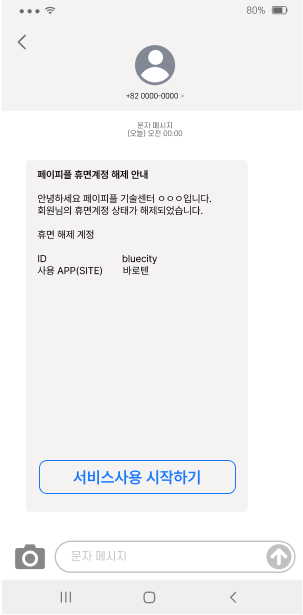 80%
+82 0000-0000 >
문자 메시지
[오늘] 오전 00:00
페이피플 휴면계정 해제 안내
안녕하세요 페이피플 기술센터 ㅇㅇㅇ입니다.
회원님의 휴면계정 상태가 해제되었습니다.
휴면 해제 계정
ID bluecity
사용 APP(SITE) 바로텐
서비스사용 시작하기
문자 메시지